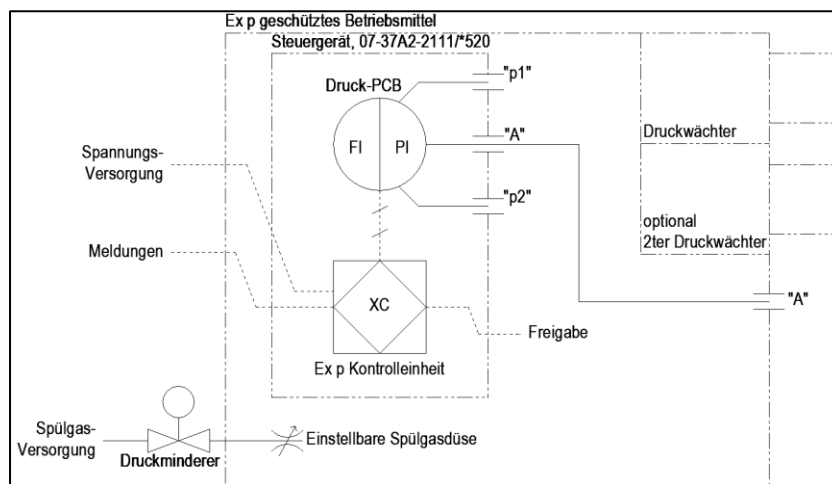 Ex p geschütztes Betriebsmittel
Steuergerät, 07-37A2-2111/*520
Druck-PCB
"p1"
FI
PI
"A"
Druckwächter
Spannungs-
Versorgung
"p2"
optional
2ter Druckwächter
Meldungen
XC
"A"
Freigabe
Ex p Kontrolleinheit
Spülgas-
Versorgung
Einstellbare Spülgasdüse
Druckminderer